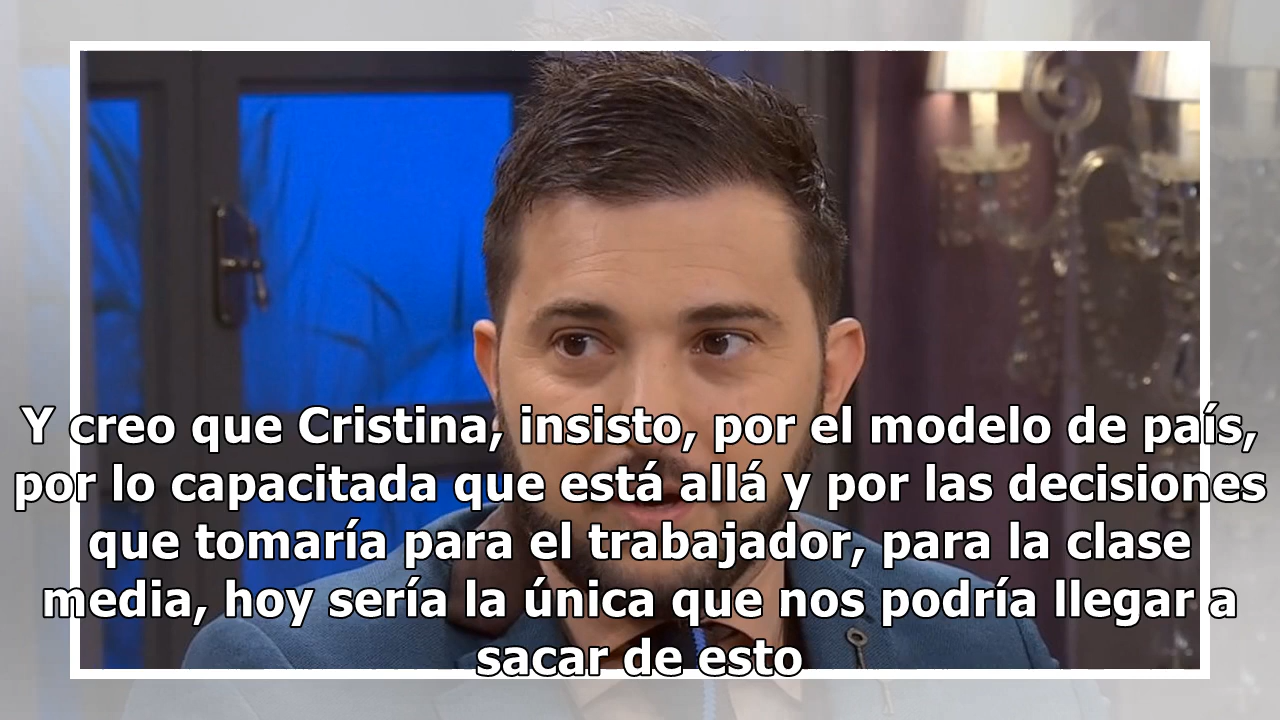 Y creo que Cristina, insisto, por el modelo de país,
por lo capacitada que está allá y por las decisiones
que tomaría para el trabajador, para la clase
media, hoy sería la única que nos podría llegar a
sacar de esto